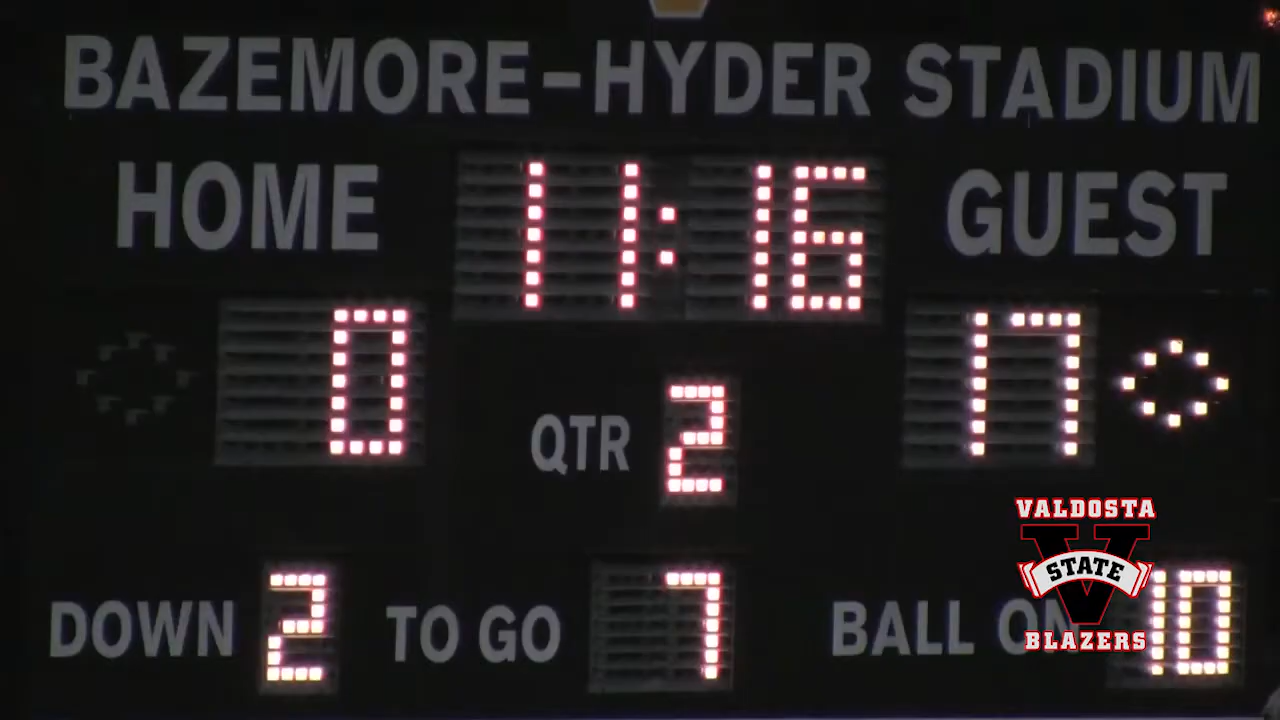 BAZEMORE-HYDER STADIUM
HOME 11:16 GUEST
0 17
QTR 2
VALDOSTA
STATE
BLAZERS
DOWN 2 TO GO 7 BALL ON 10